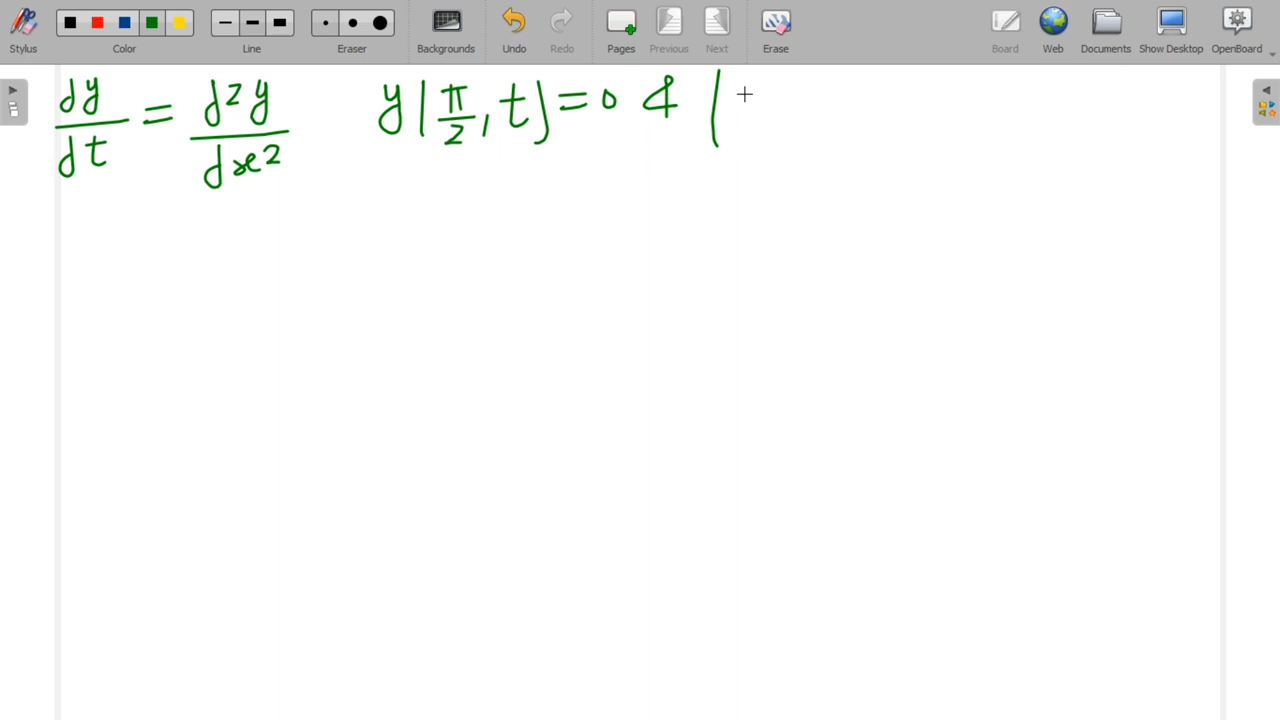 Stylus Color Line Eraser Backgrounds Undo Redo Pages Previous Next Erase Board Web Documents Show Desktop OpenBoard
dy/dt = d²y/dx² y(π/2, t) = 0 & (